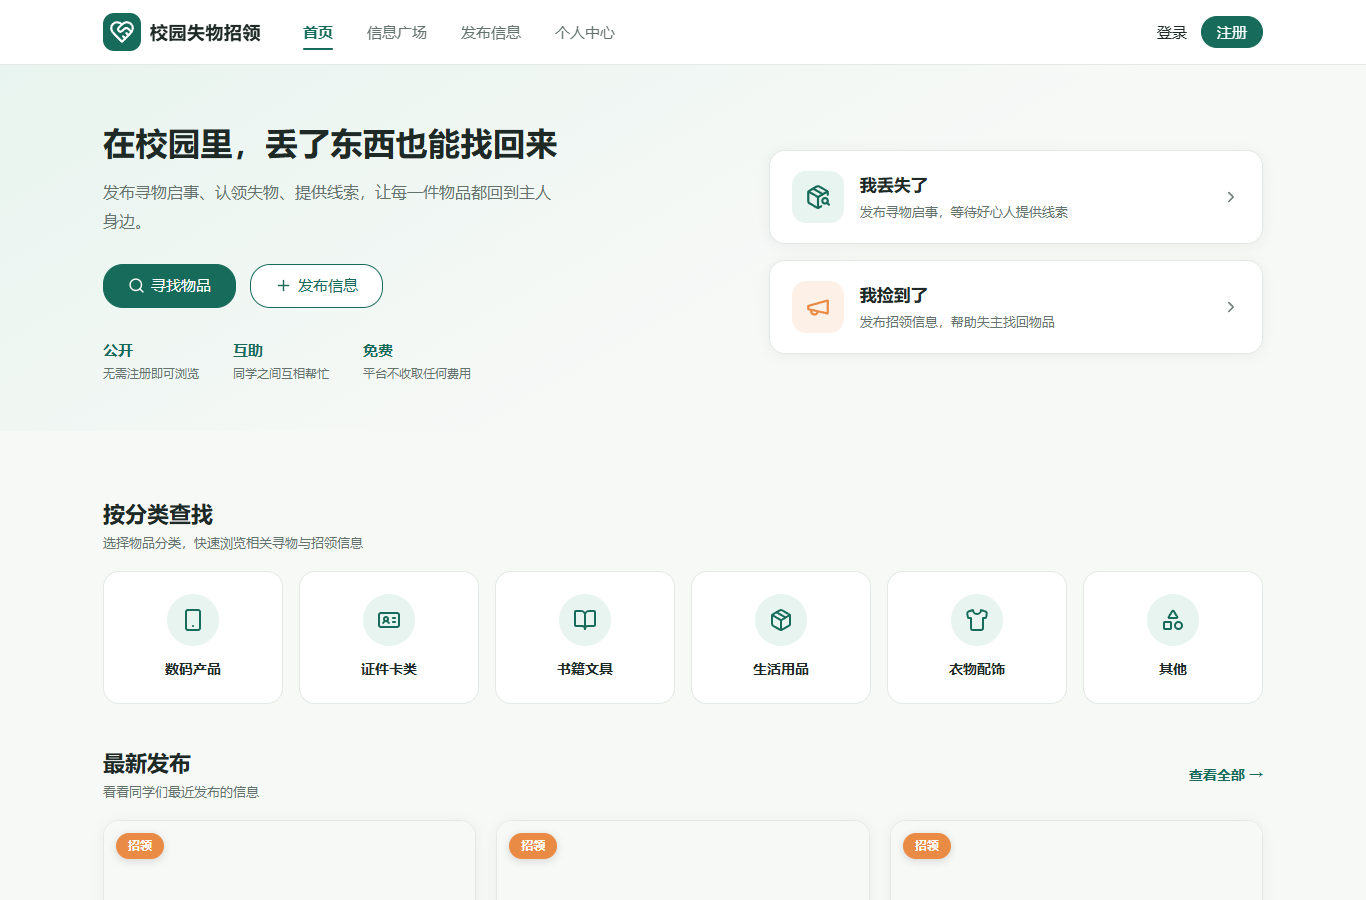 校园失物招领
首页 信息广场 发布信息 个人中心
登录 注册
在校园里，丢了东西也能找回来
发布寻物启事、认领失物、提供线索，让每一件物品都回到主人
身边。
寻找物品 发布信息
公开 互助 免费
无需注册即可浏览 同学之间互相帮忙 平台不收取任何费用
我丢失了
发布寻物启事，等待好心人提供线索
我捡到了
发布招领信息，帮助失主找回物品
按分类查找
选择物品分类，快速浏览相关寻物与招领信息
数码产品 证件卡类 书籍文具 生活用品 衣物配饰 其他
最新发布
看看同学们最近发布的信息
查看全部 →
招领 招领 招领